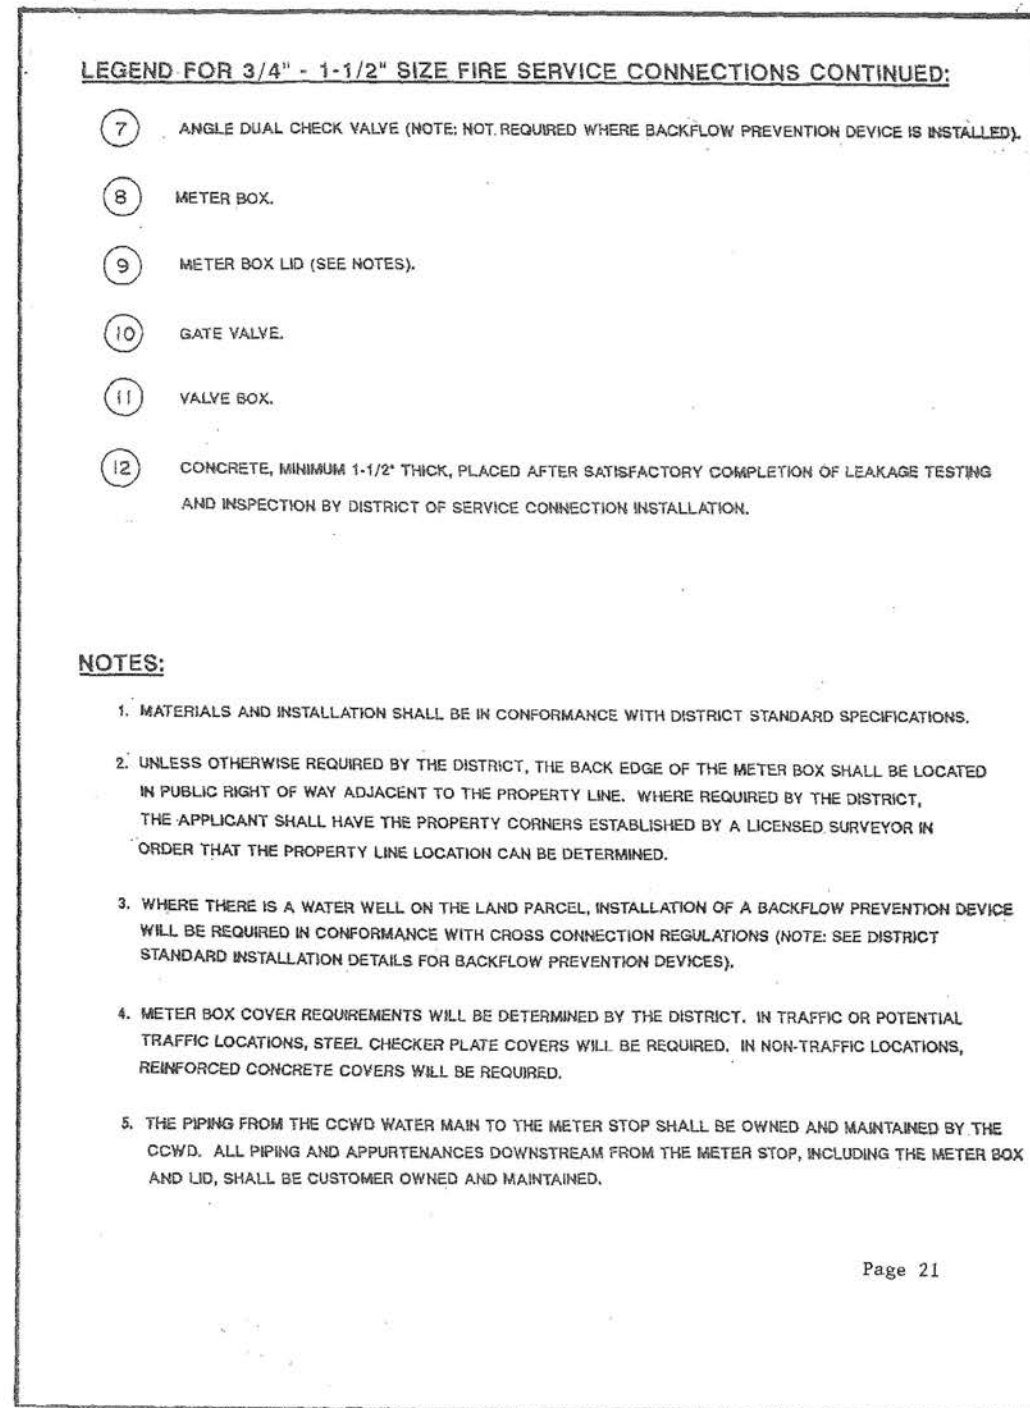 LEGEND FOR 3/4" - 1-1/2" SIZE FIRE SERVICE CONNECTIONS CONTINUED:
7 ANGLE DUAL CHECK VALVE (NOTE: NOT REQUIRED WHERE BACKFLOW PREVENTION DEVICE IS INSTALLED).
8 METER BOX.
9 METER BOX LID (SEE NOTES).
10 GATE VALVE.
11 VALVE BOX.
12 CONCRETE, MINIMUM 1-1/2" THICK, PLACED AFTER SATISFACTORY COMPLETION OF LEAKAGE TESTING
AND INSPECTION BY DISTRICT OF SERVICE CONNECTION INSTALLATION.
NOTES:
1. MATERIALS AND INSTALLATION SHALL BE IN CONFORMANCE WITH DISTRICT STANDARD SPECIFICATIONS.
2. UNLESS OTHERWISE REQUIRED BY THE DISTRICT, THE BACK EDGE OF THE METER BOX SHALL BE LOCATED
IN PUBLIC RIGHT OF WAY ADJACENT TO THE PROPERTY LINE. WHERE REQUIRED BY THE DISTRICT,
THE APPLICANT SHALL HAVE THE PROPERTY CORNERS ESTABLISHED BY A LICENSED SURVEYOR IN
ORDER THAT THE PROPERTY LINE LOCATION CAN BE DETERMINED.
3. WHERE THERE IS A WATER WELL ON THE LAND PARCEL, INSTALLATION OF A BACKFLOW PREVENTION DEVICE
WILL BE REQUIRED IN CONFORMANCE WITH CROSS CONNECTION REGULATIONS (NOTE: SEE DISTRICT
STANDARD INSTALLATION DETAILS FOR BACKFLOW PREVENTION DEVICES).
4. METER BOX COVER REQUIREMENTS WILL BE DETERMINED BY THE DISTRICT. IN TRAFFIC OR POTENTIAL
TRAFFIC LOCATIONS, STEEL CHECKER PLATE COVERS WILL BE REQUIRED. IN NON-TRAFFIC LOCATIONS,
REINFORCED CONCRETE COVERS WILL BE REQUIRED.
5. THE PIPING FROM THE CCWD WATER MAIN TO THE METER STOP SHALL BE OWNED AND MAINTAINED BY THE
CCWD. ALL PIPING AND APPURTENANCES DOWNSTREAM FROM THE METER STOP, INCLUDING THE METER BOX
AND LID, SHALL BE CUSTOMER OWNED AND MAINTAINED.
Page 21